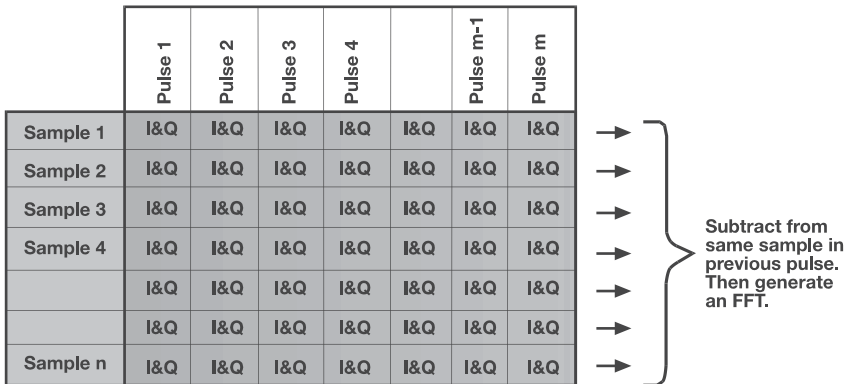 Pulse 1 Pulse 2 Pulse 3 Pulse 4 Pulse m-1 Pulse m
Sample 1 I&Q I&Q I&Q I&Q I&Q I&Q I&Q
Sample 2 I&Q I&Q I&Q I&Q I&Q I&Q I&Q
Sample 3 I&Q I&Q I&Q I&Q I&Q I&Q I&Q
Sample 4 I&Q I&Q I&Q I&Q I&Q I&Q I&Q
I&Q I&Q I&Q I&Q I&Q I&Q I&Q
I&Q I&Q I&Q I&Q I&Q I&Q I&Q
Sample n I&Q I&Q I&Q I&Q I&Q I&Q I&Q
Subtract from
same sample in
previous pulse.
Then generate
an FFT.